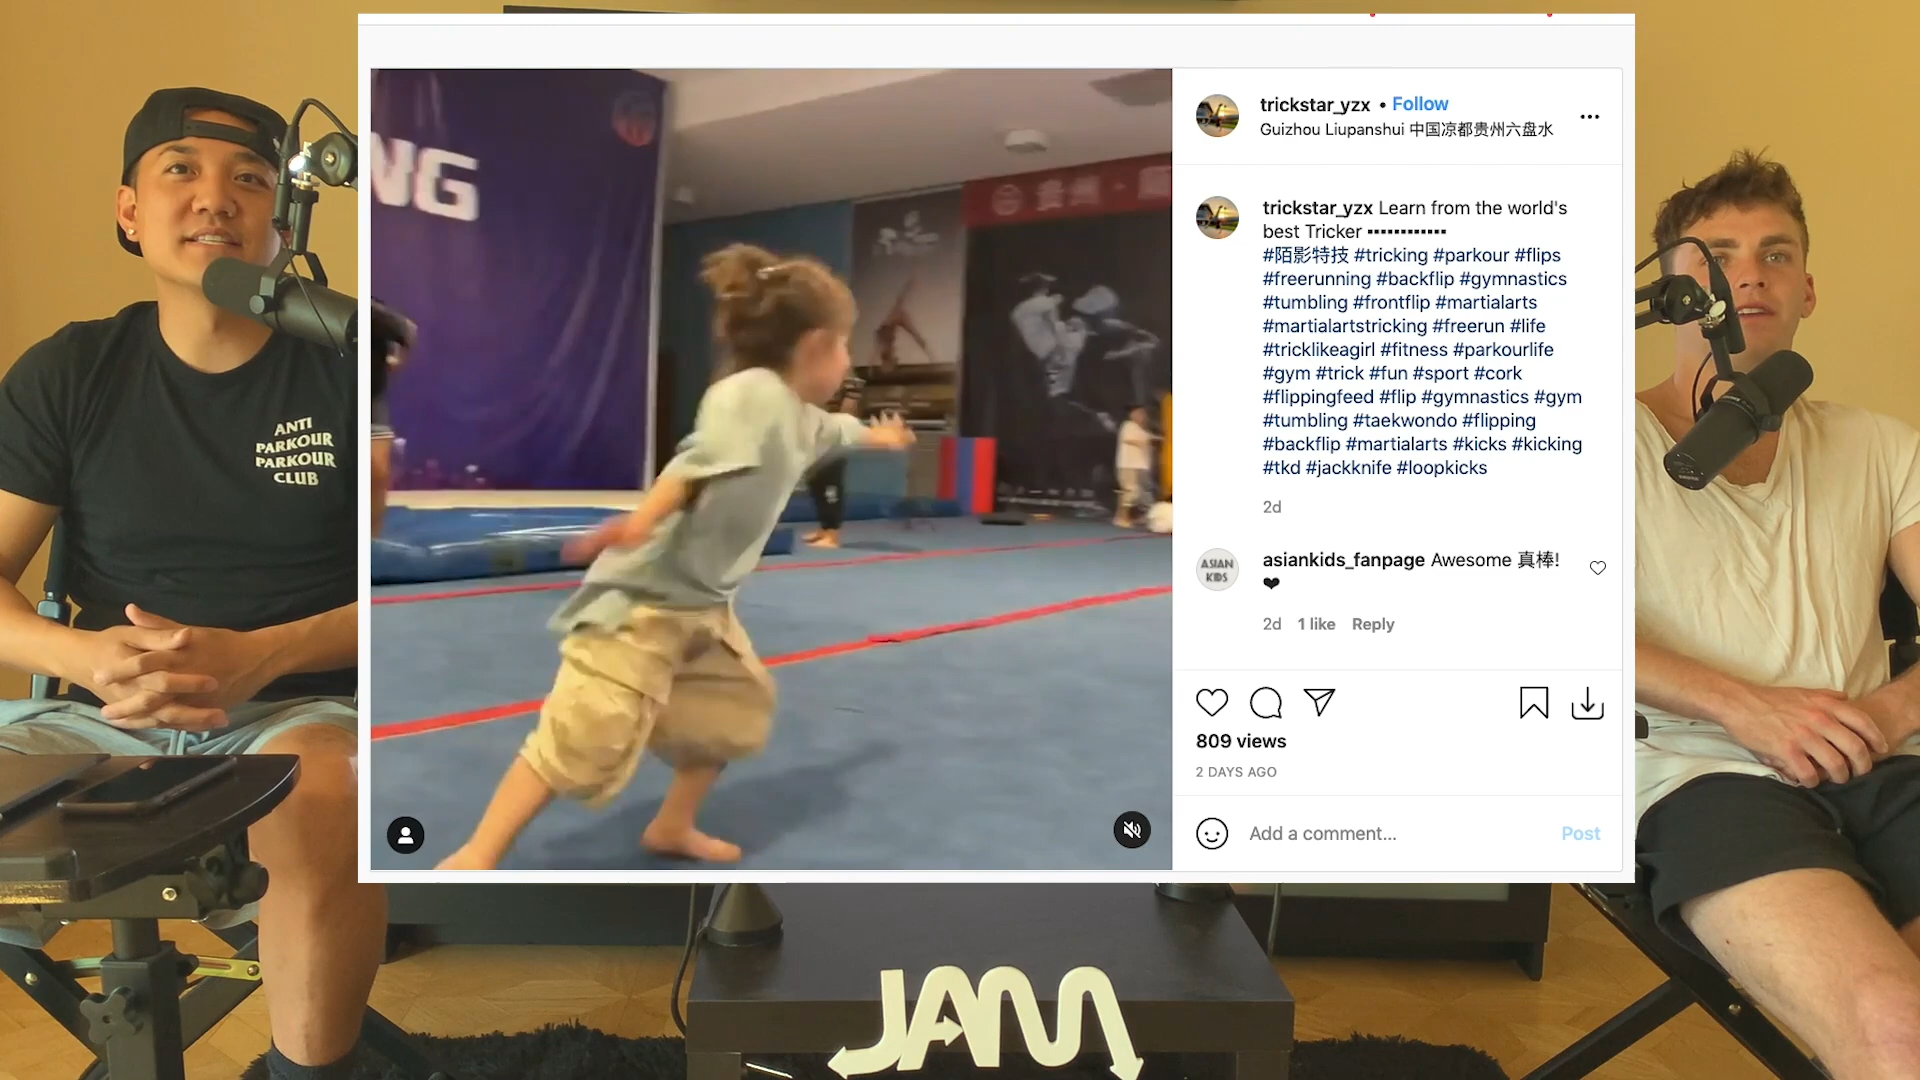 ANTI
PARKOUR
PARKOUR
CLUB
NG
贵州
trickstar_yzx • Follow
Guizhou Liupanshui 中国凉都贵州六盘水
trickstar_yzx Learn from the world's
best Tricker ▪▪▪▪▪▪▪▪▪▪▪▪
#陌影特技 #tricking #parkour #flips
#freerunning #backflip #gymnastics
#tumbling #frontflip #martialarts
#martialartstricking #freerun #life
#tricklikeagirl #fitness #parkourlife
#gym #trick #fun #sport #cork
#flippingfeed #flip #gymnastics #gym
#tumbling #taekwondo #flipping
#backflip #martialarts #kicks #kicking
#tkd #jackknife #loopkicks
2d
ASIAN
KIDS
asiankids_fanpage Awesome 真棒!
❤
2d 1 like Reply
809 views
2 DAYS AGO
Add a comment... Post
JAM